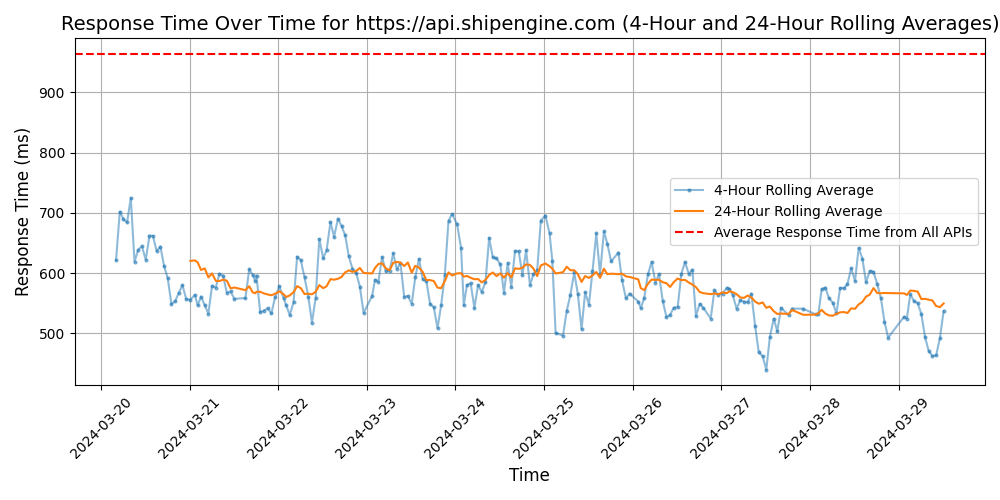 Response Time Over Time for https://api.shipengine.com (4-Hour and 24-Hour Rolling Averages)
Response Time (ms)
900
800
700
600
500
4-Hour Rolling Average
24-Hour Rolling Average
Average Response Time from All APIs
2024-03-20
2024-03-21
2024-03-22
2024-03-23
2024-03-24
2024-03-25
2024-03-26
2024-03-27
2024-03-28
2024-03-29
Time